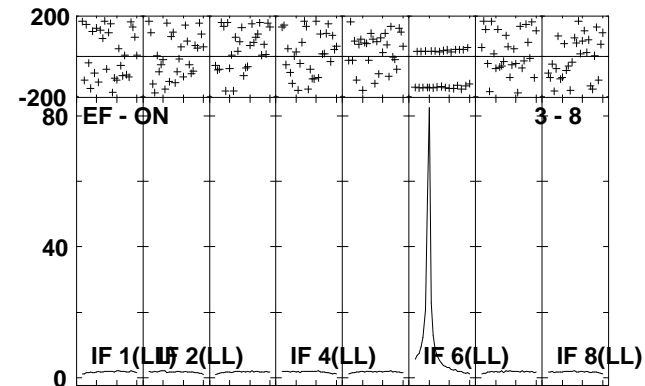 200
-200
80
EF - ON 3 - 8
40
IF 1(LL) IF 2(LL) IF 4(LL) IF 6(LL) IF 8(LL)
0